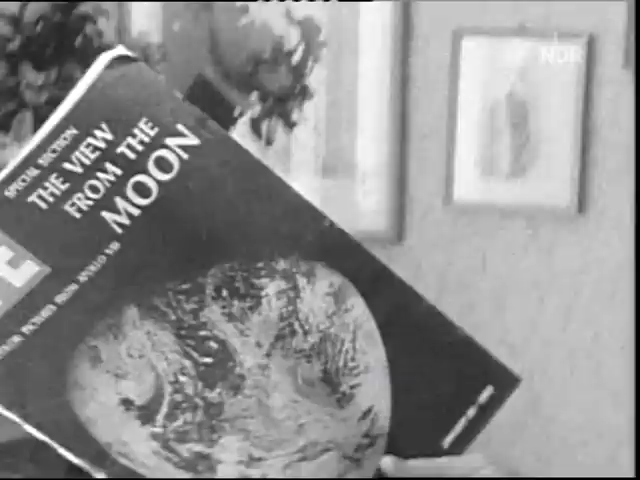 SPECIAL SECTION
THE VIEW
FROM THE
MOON
E
NDR